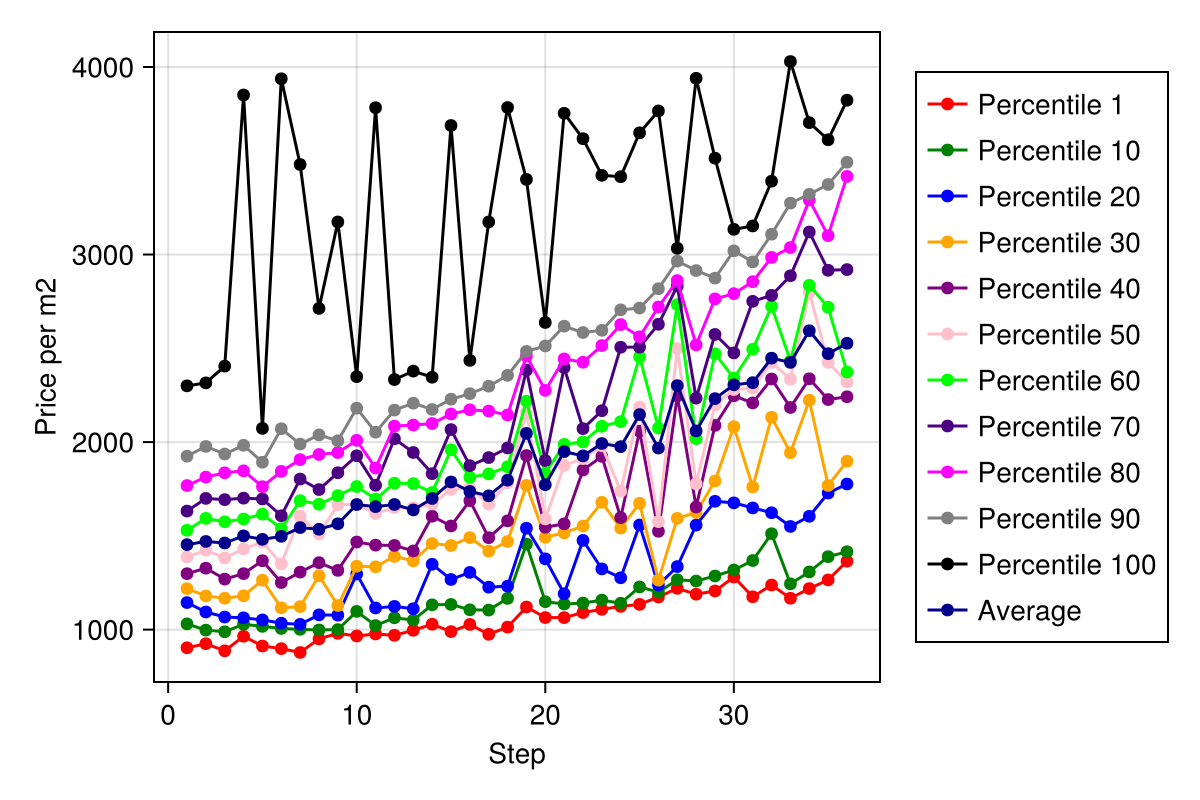 Price per m2
4000
3000
2000
1000
0
10
20
30
Step
Percentile 1
Percentile 10
Percentile 20
Percentile 30
Percentile 40
Percentile 50
Percentile 60
Percentile 70
Percentile 80
Percentile 90
Percentile 100
Average